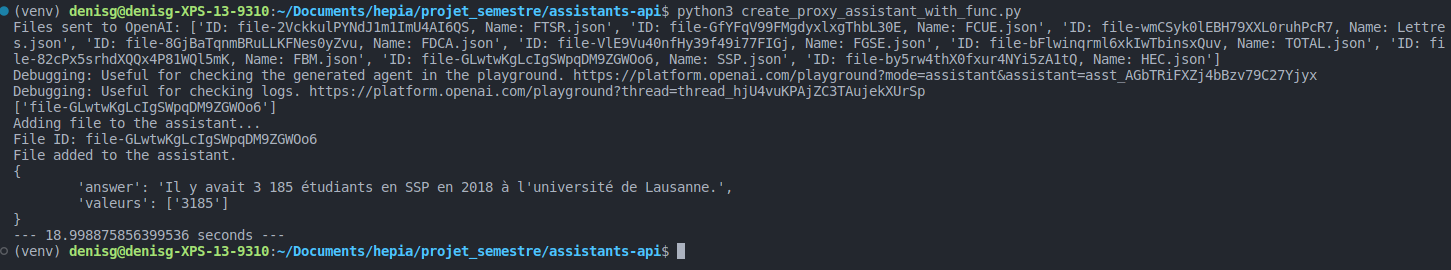 (venv) denisg@denisg-XPS-13-9310:~/Documents/hepia/projet_semestre/assistants-api$ python3 create_proxy_assistant_with_func.py
Files sent to OpenAI: ['ID: file-2VckkulPYNdJ1m1ImU4AI6QS, Name: FTSR.json', 'ID: file-GfYFqV99FMgdyxlxgThbL30E, Name: FCUE.json', 'ID: file-wmCSyk0lEBH79XXL0ruhPcR7, Name: Lettre
s.json', 'ID: file-8GjBaTqnmBRuLLKFNes0yZvu, Name: FDCA.json', 'ID: file-VlE9Vu40nfHy39f49i77FIGj, Name: FGSE.json', 'ID: file-bFlwinqrml6xkIwTbinsxQuv, Name: TOTAL.json', 'ID: fi
le-82cPx5srhdXQQx4P81WQl5mK, Name: FBM.json', 'ID: file-GLwtwKgLcIgSWpqDM9ZGWOo6, Name: SSP.json', 'ID: file-by5rw4thX0fxur4NYi5zA1tQ, Name: HEC.json']
Debugging: Useful for checking the generated agent in the playground. https://platform.openai.com/playground?mode=assistant&assistant=asst_AGbTRiFXZj4bBzv79C27Yjyx
Debugging: Useful for checking logs. https://platform.openai.com/playground?thread=thread_hjU4vuKPAjZC3TAujekXUrSp
['file-GLwtwKgLcIgSWpqDM9ZGWOo6']
Adding file to the assistant...
File ID: file-GLwtwKgLcIgSWpqDM9ZGWOo6
File added to the assistant.
{
        'answer': 'Il y avait 3 185 étudiants en SSP en 2018 à l'université de Lausanne.',
        'valeurs': ['3185']
}
--- 18.998875856399536 seconds ---
(venv) denisg@denisg-XPS-13-9310:~/Documents/hepia/projet_semestre/assistants-api$